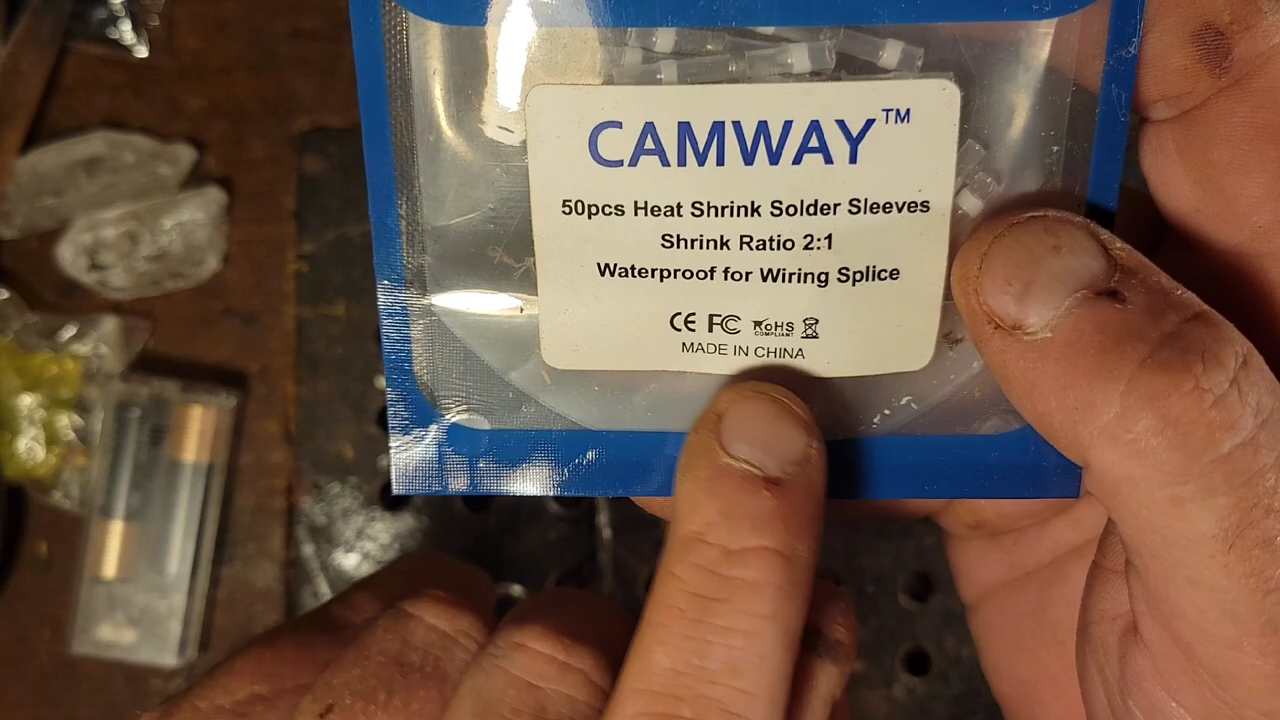 CAMWAY™
50pcs Heat Shrink Solder Sleeves
Shrink Ratio 2:1
Waterproof for Wiring Splice
CE FC RoHS
COMPLIANT
MADE IN CHINA